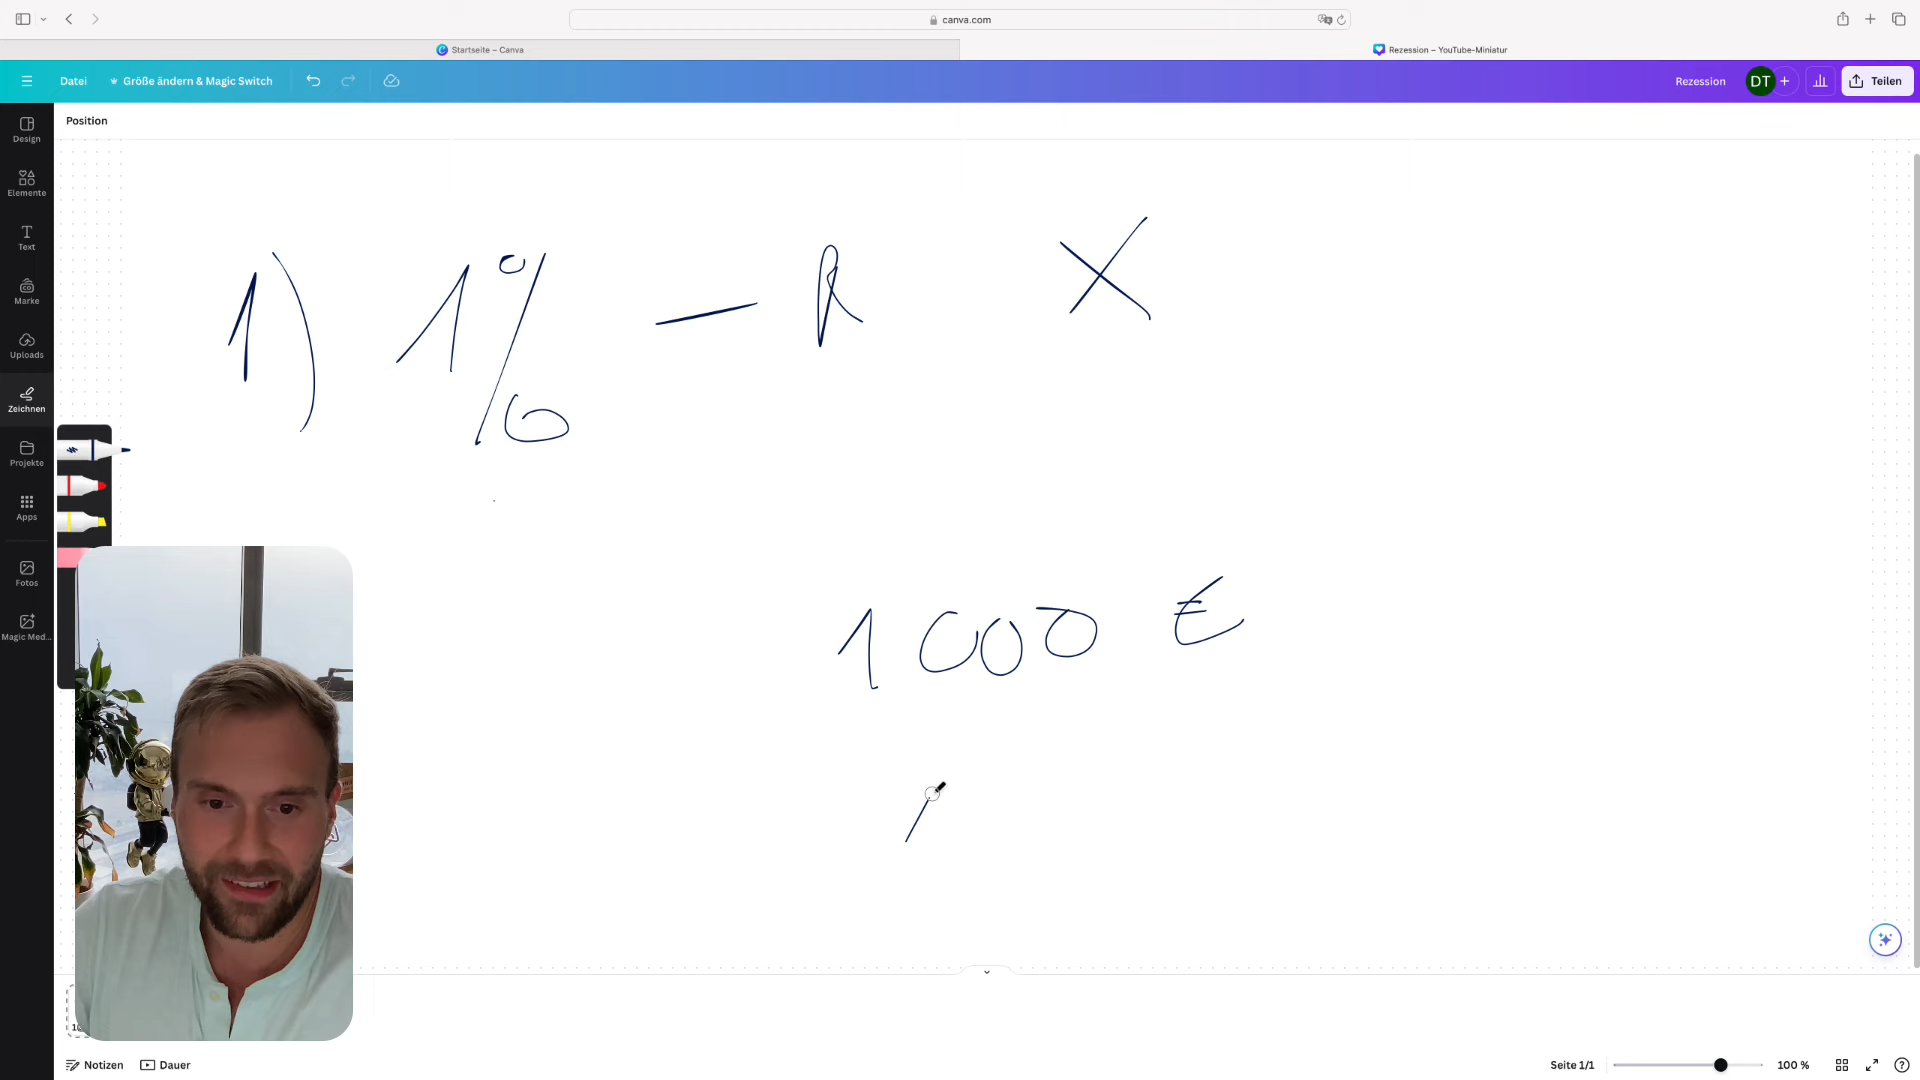 canva.com
Startseite – Canva
Rezession – YouTube-Miniatur
Datei
Größe ändern & Magic Switch
Rezession
DT
Teilen
Position
Design
Elemente
Text
Marke
Uploads
Zeichnen
Projekte
Apps
Fotos
Magic Med...
1) 1% — R X
1000 €
Notizen
Dauer
Seite 1/1
100 %